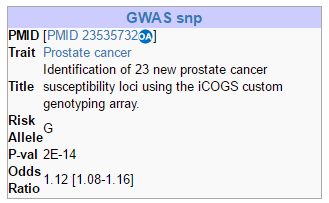 GWAS snp
PMID [PMID 23535732 OA]
Trait Prostate cancer
Title Identification of 23 new prostate cancer
susceptibility loci using the iCOGS custom
genotyping array.
Risk Allele G
P-val 2E-14
Odds Ratio 1.12 [1.08-1.16]